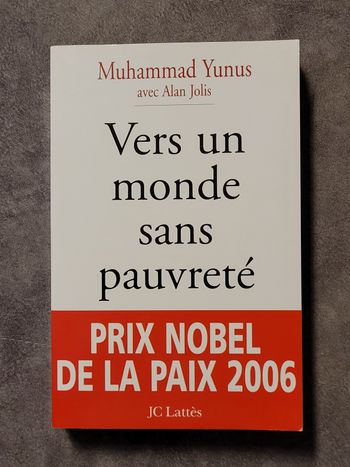 Muhammad Yunus
avec Alan Jolis
Vers un
monde
sans
pauvreté
PRIX NOBEL
DE LA PAIX 2006
JC Lattès